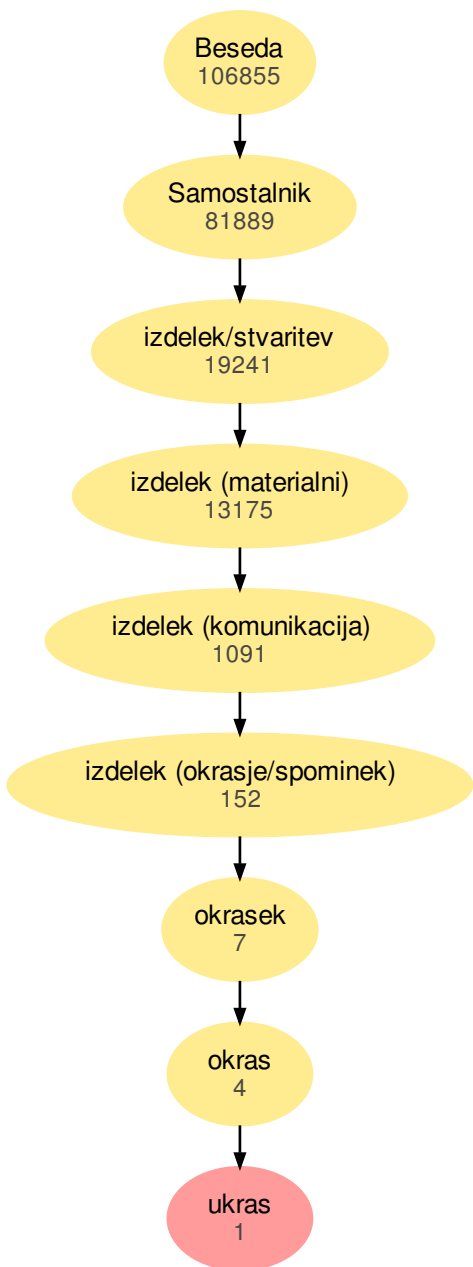 Beseda
106855
Samostalnik
81889
izdelek/stvaritev
19241
izdelek (materialni)
13175
izdelek (komunikacija)
1091
izdelek (okrasje/spominek)
152
okrasek
7
okras
4
ukras
1